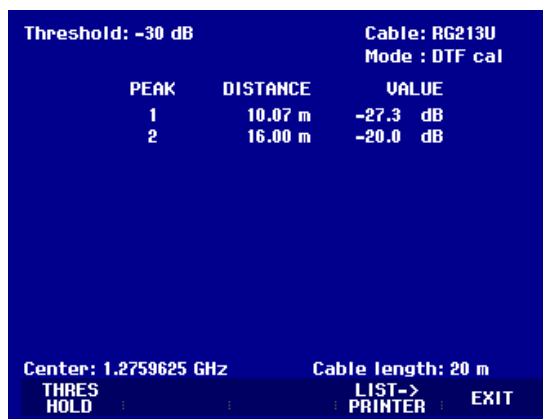 Threshold: -30 dB Cable: RG213U
Mode : DTF cal
PEAK DISTANCE VALUE
1 10.07 m -27.3 dB
2 16.00 m -20.0 dB
Center: 1.2759625 GHz Cable length: 20 m
THRES HOLD LIST-> PRINTER EXIT